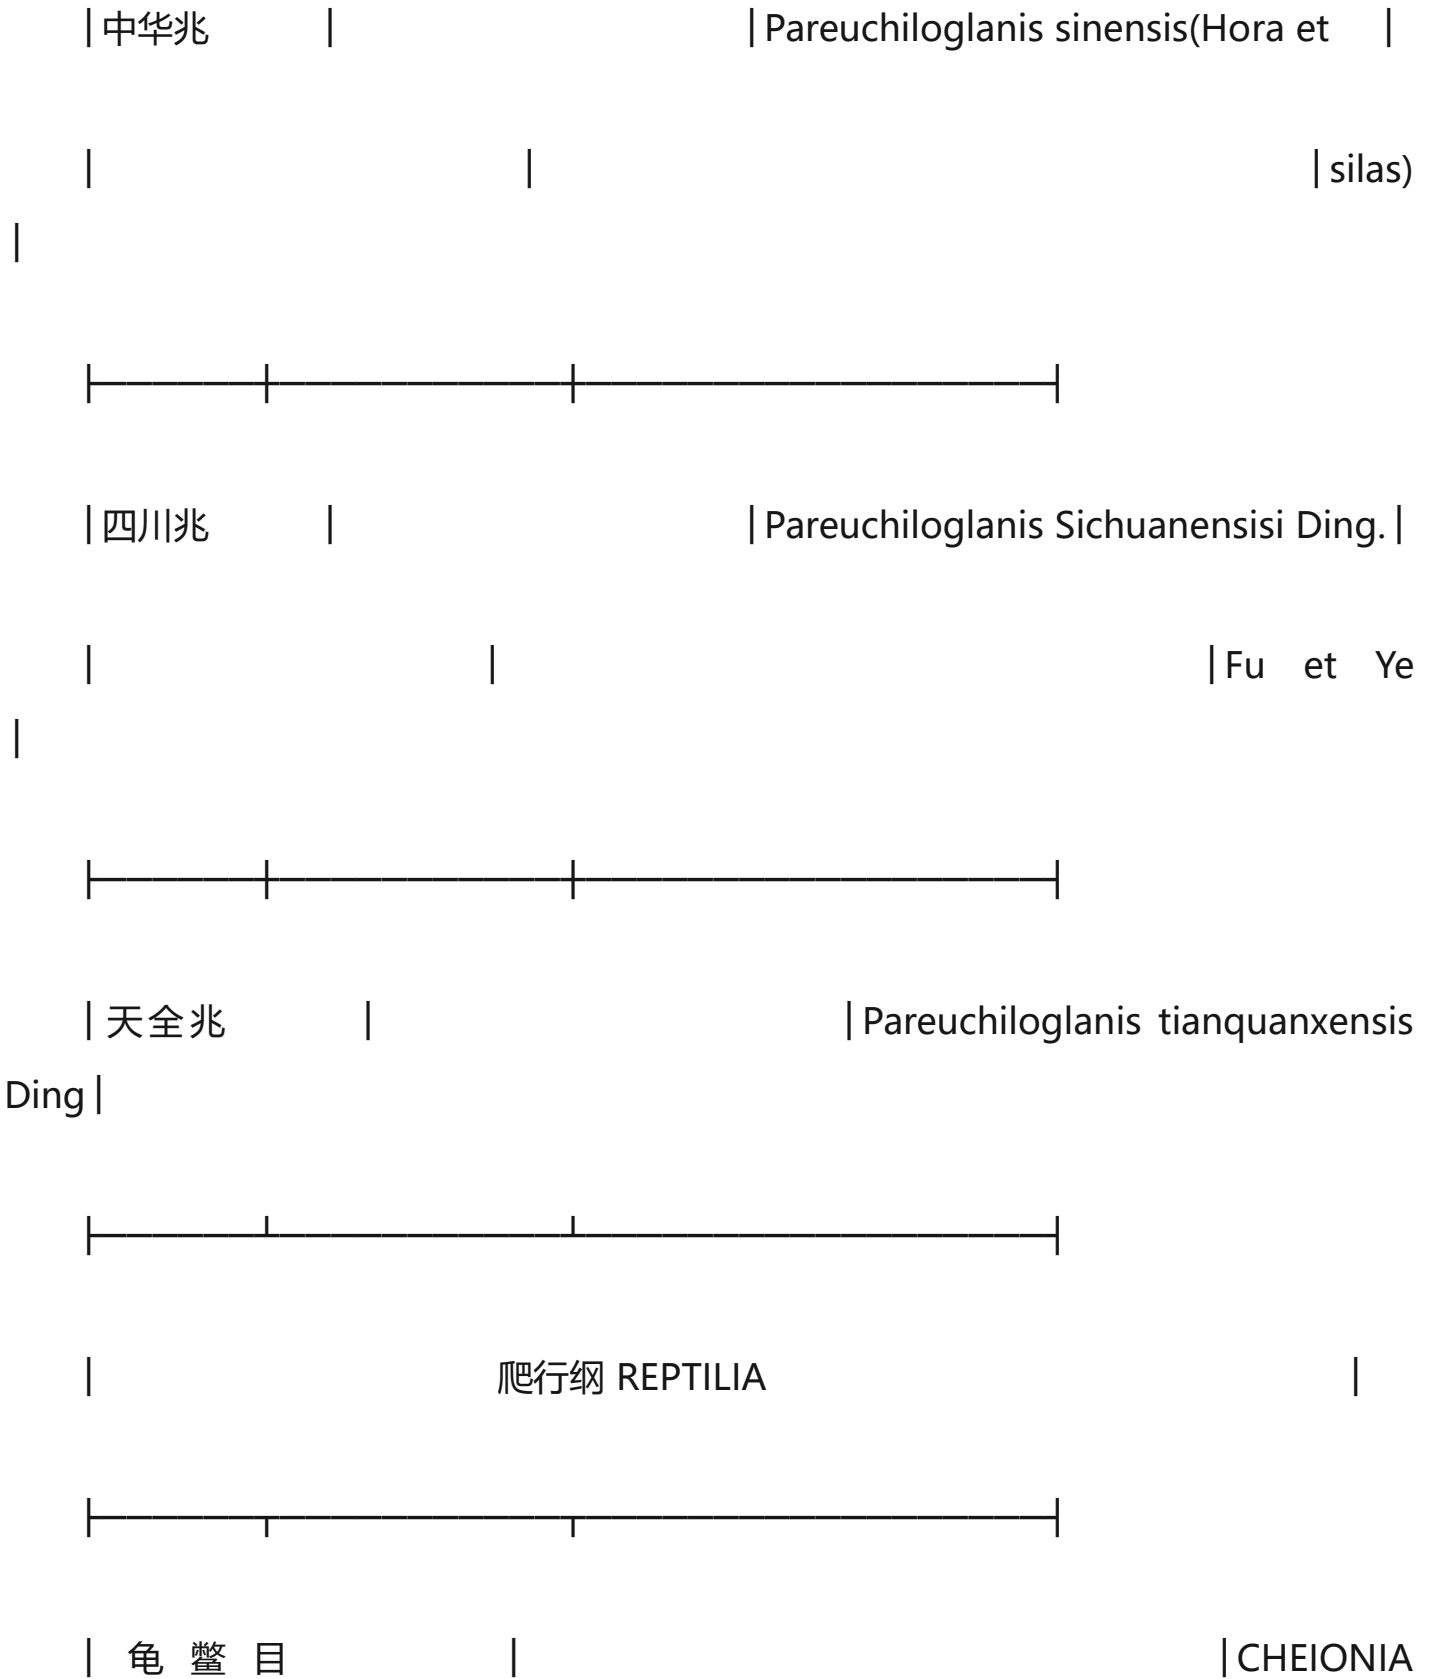 |中华兆 | |Pareuchiloglanis sinensis(Hora et |
| | |silas)
|
├──────┼───────────┼──────────────────┤
|四川兆 | |Pareuchiloglanis Sichuanensisi Ding.|
| | |Fu et Ye
|
├──────┼───────────┼──────────────────┤
|天全兆 | |Pareuchiloglanis tianquanxensis
Ding|
├──────┴───────────┴──────────────────┤
| 爬行纲 REPTILIA |
├──────┬───────────┬──────────────────┤
| 龟 鳖 目 | |CHEIONIA